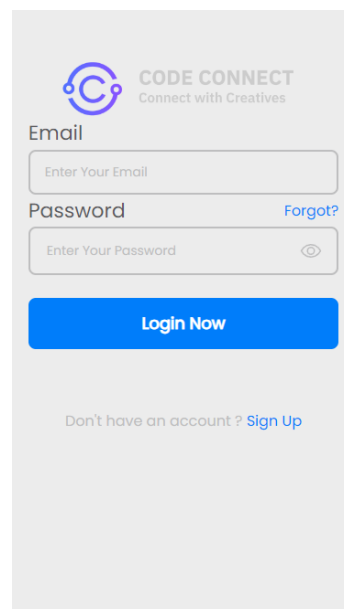 CODE CONNECT
Connect with Creatives
Email
Enter Your Email
Password Forgot?
Enter Your Password
Login Now
Don't have an account ? Sign Up